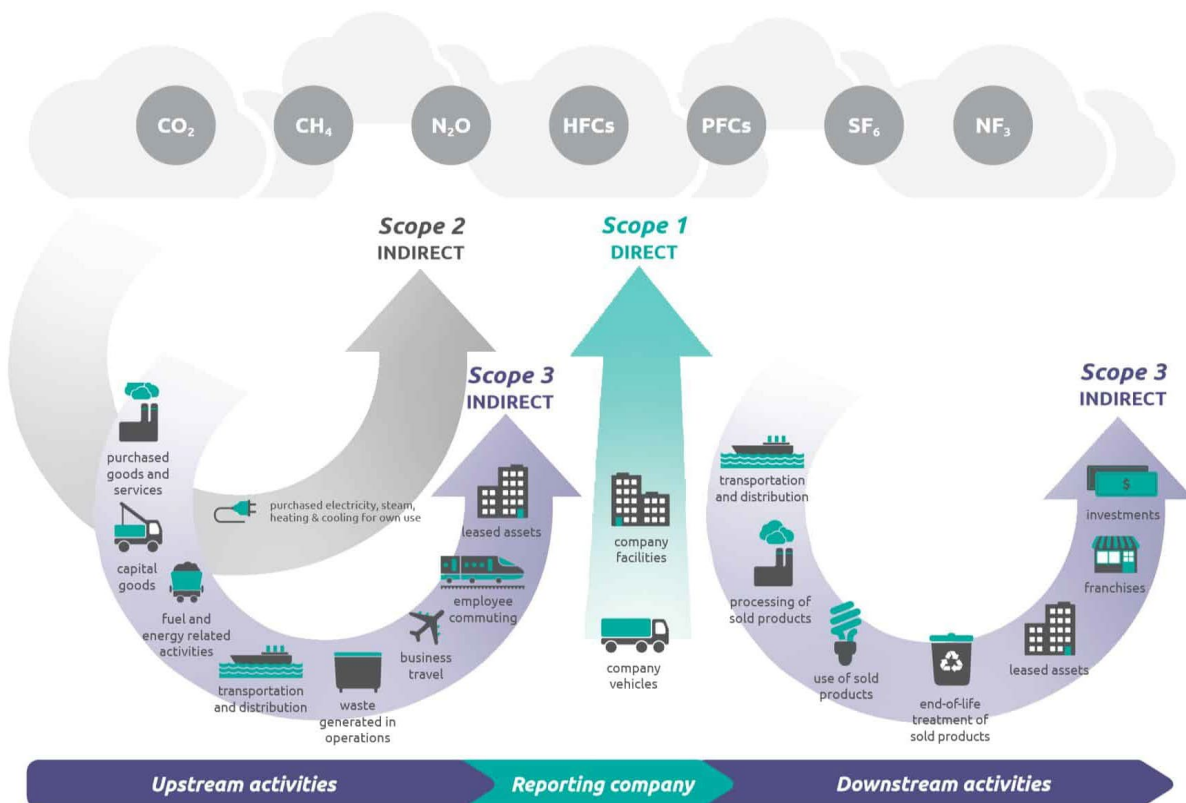 CO₂
CH₄
N₂O
HFCs
PFCs
SF₆
NF₃
Scope 2
INDIRECT
Scope 1
DIRECT
Scope 3
INDIRECT
Scope 3
INDIRECT
purchased
goods and
services
capital
goods
fuel and
energy related
activities
transportation
and distribution
waste
generated in
operations
business
travel
employee
commuting
leased assets
purchased electricity, steam,
heating & cooling for own use
company
facilities
company
vehicles
transportation
and distribution
processing of
sold products
use of sold
products
end-of-life
treatment of
sold products
leased assets
franchises
$
investments
Upstream activities
Reporting company
Downstream activities